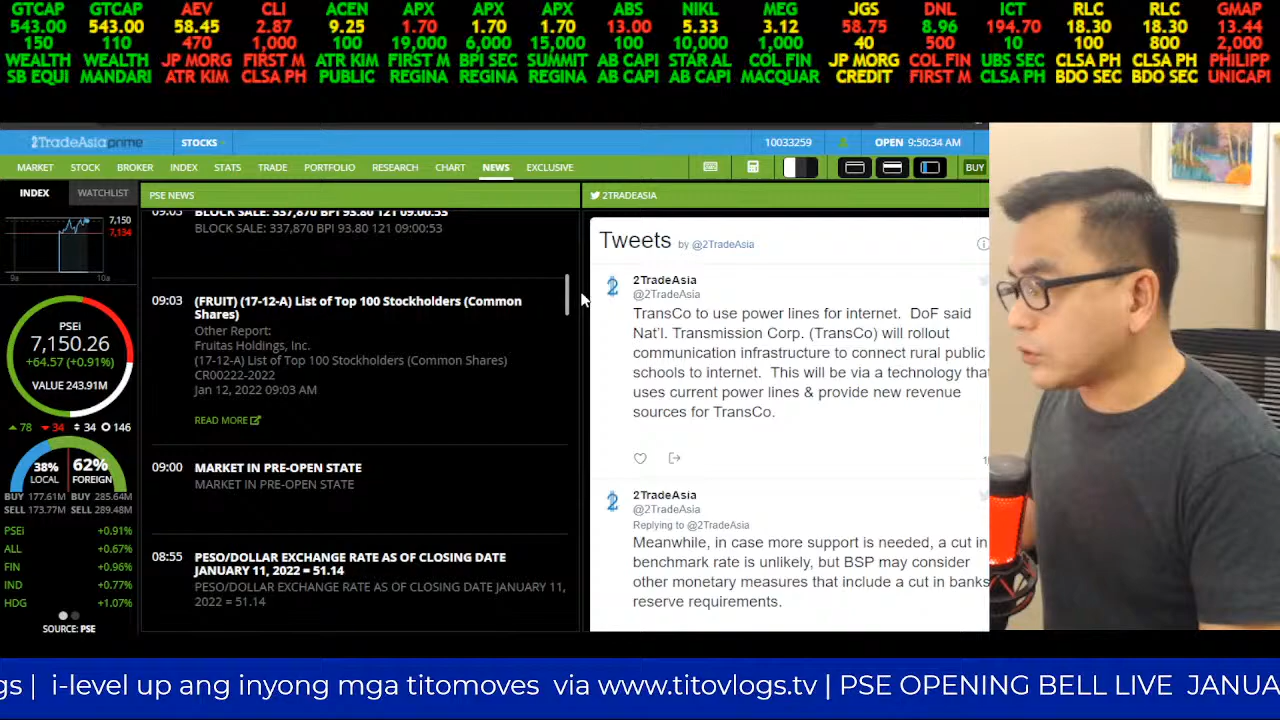 GTCAP GTCAP AEV CLI ACEN APX APX APX ABS NIKL MEG JGS DNL ICT RLC RLC GMAP
543.00 543.00 58.45 2.87 9.25 1.70 1.70 1.70 13.00 5.33 3.12 58.75 8.96 194.70 18.30 18.30 13.44
150 110 470 1,000 100 19,000 6,000 15,000 100 10,000 1,000 40 500 10 100 800 2,000
WEALTH WEALTH JP MORG FIRST M ATR KIM FIRST M BPI SEC SUMMIT AB CAPI STAR AL COL FIN JP MORG COL FIN UBS SEC CLSA PH CLSA PH PHILIPP
SB EQUI MANDARI ATR KIM CLSA PH PUBLIC REGINA REGINA REGINA AB CAPI AB CAPI MACQUAR CREDIT FIRST M CLSA PH BDO SEC BDO SEC UNICAPI
2TradeAsia prime STOCKS 10033259 OPEN 9:50:34 AM
MARKET STOCK BROKER INDEX STATS TRADE PORTFOLIO RESEARCH CHART NEWS EXCLUSIVE BUY
INDEX WATCHLIST
7,150
7,134
9a 10a
PSEi
7,150.26
+64.57 (+0.91%)
VALUE 243.91M
78 34 34 146
38% LOCAL 62% FOREIGN
BUY 177.61M BUY 285.64M
SELL 173.77M SELL 289.48M
PSEi +0.91%
ALL +0.67%
FIN +0.96%
IND +0.77%
HDG +1.07%
SOURCE: PSE
PSE NEWS
09:03 BLOCK SALE: 337,870 BPI 93.80 121 09:00:53
BLOCK SALE: 337,870 BPI 93.80 121 09:00:53
09:03 (FRUIT) (17-12-A) List of Top 100 Stockholders (Common
Shares)
Other Report:
Fruitas Holdings, Inc.
(17-12-A) List of Top 100 Stockholders (Common Shares)
CR00222-2022
Jan 12, 2022 09:03 AM
READ MORE
09:00 MARKET IN PRE-OPEN STATE
MARKET IN PRE-OPEN STATE
08:55 PESO/DOLLAR EXCHANGE RATE AS OF CLOSING DATE
JANUARY 11, 2022 = 51.14
PESO/DOLLAR EXCHANGE RATE AS OF CLOSING DATE JANUARY 11,
2022 = 51.14
2TRADEASIA
Tweets by @2TradeAsia
2TradeAsia
@2TradeAsia
TransCo to use power lines for internet. DoF said
Nat'l. Transmission Corp. (TransCo) will rollout
communication infrastructure to connect rural public
schools to internet. This will be via a technology that
uses current power lines & provide new revenue
sources for TransCo.
2TradeAsia
@2TradeAsia
Replying to @2TradeAsia
Meanwhile, in case more support is needed, a cut in
benchmark rate is unlikely, but BSP may consider
other monetary measures that include a cut in banks
reserve requirements.
gs | i-level up ang inyong mga titomoves via www.titovlogs.tv | PSE OPENING BELL LIVE JANUA